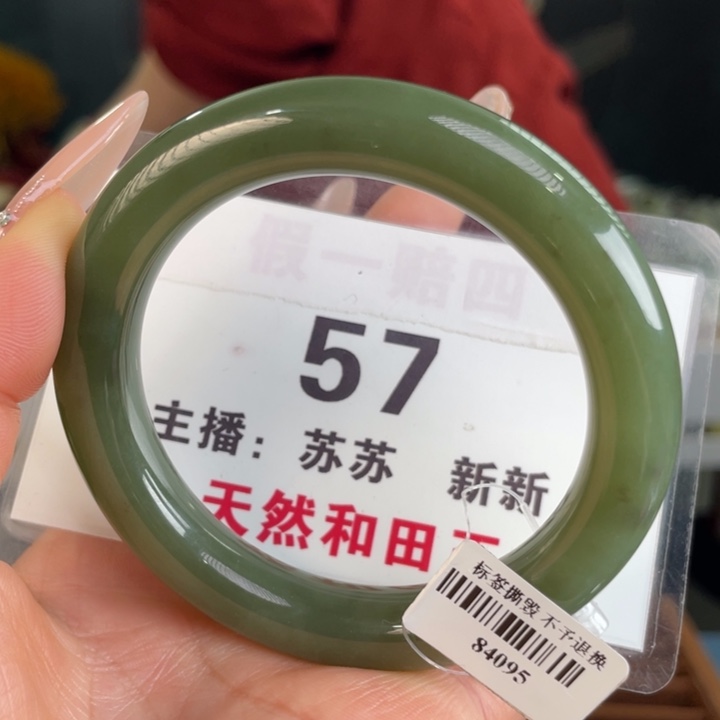 假一赔四
57
主播：苏苏 新新
天然和田玉
标签撕毁 不予退换
84095